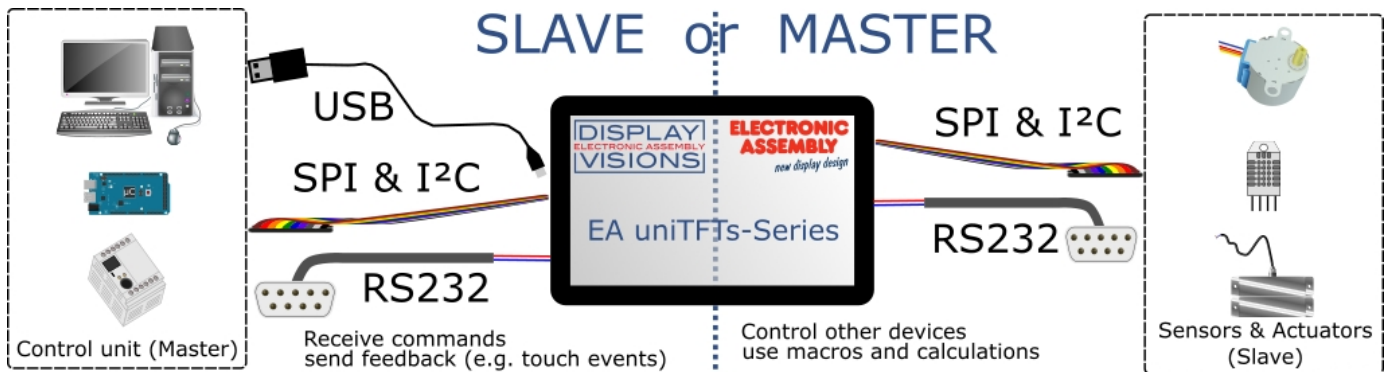 SLAVE or MASTER
USB
SPI & I²C
RS232
Control unit (Master)
Receive commands
send feedback (e.g. touch events)
DISPLAY
ELECTRONIC ASSEMBLY
VISIONS
ELECTRONIC
ASSEMBLY
new display design
EA uniTFTs-Series
SPI & I²C
RS232
Control other devices
use macros and calculations
Sensors & Actuators
(Slave)